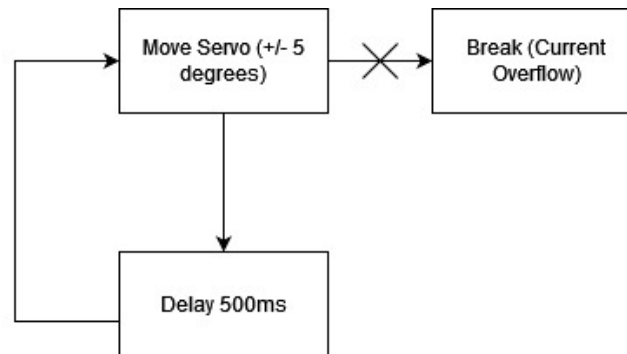 Move Servo (+/- 5
degrees)
Break (Current
Overflow)
Delay 500ms